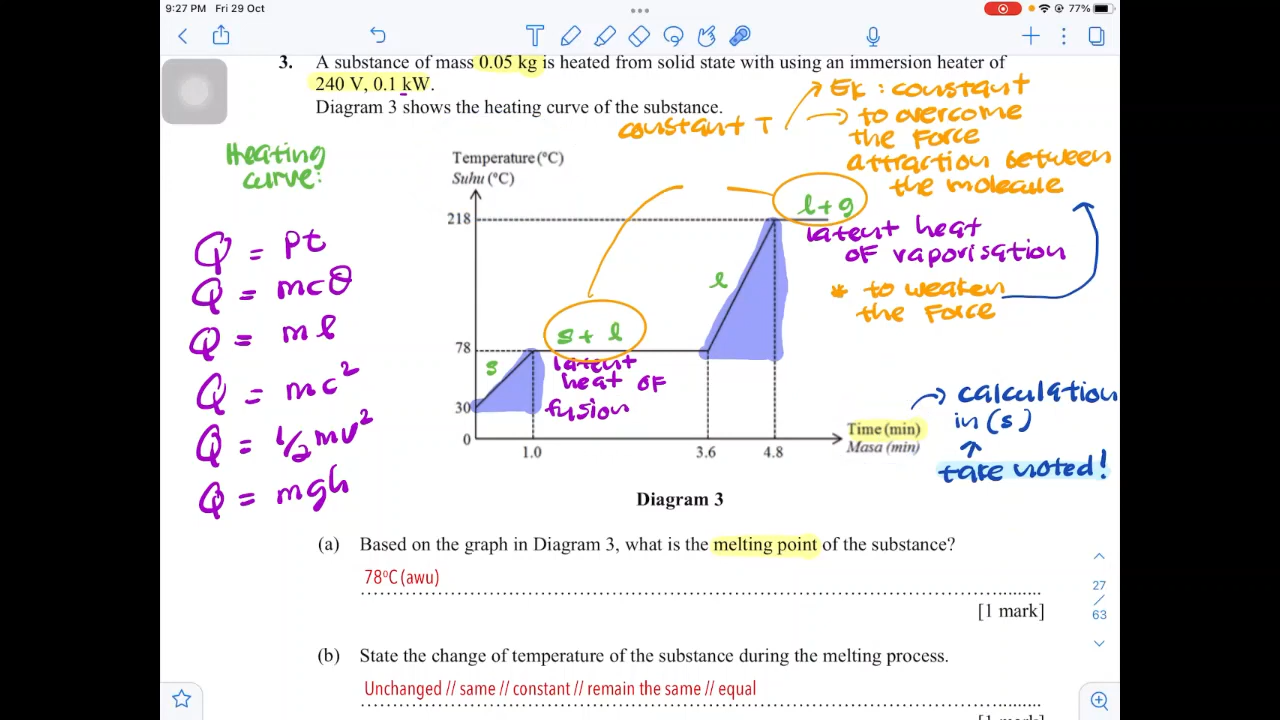 9:27 PM Fri 29 Oct
77%
3. A substance of mass 0.05 kg is heated from solid state with using an immersion heater of
240 V, 0.1 kW.
Diagram 3 shows the heating curve of the substance.
constant T
Ek : constant
to overcome
the Force
attraction between
the molecule
Heating
curve:
Q = Pt
Q = mcθ
Q = ml
Q = mc²
Q = 1/2 mv²
Q = mgh
Temperature (°C)
Suhu (°C)
218
78
30
0
1.0
3.6
4.8
s
s + l
latent
heat of
fusion
l
l + g
latent heat
of vaporisation
* to weaken
the Force
Time (min)
Masa (min)
calculation
in (s)
take noted!
Diagram 3
(a) Based on the graph in Diagram 3, what is the melting point of the substance?
78°C (awu)
[1 mark]
27
/
63
(b) State the change of temperature of the substance during the melting process.
Unchanged // same // constant // remain the same // equal
[1 mark]